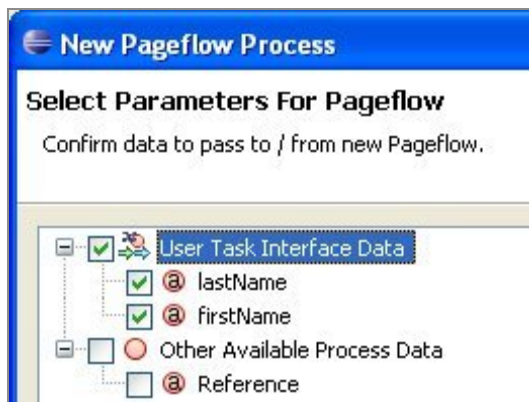 New Pageflow Process
Select Parameters For Pageflow
Confirm data to pass to / from new Pageflow.
User Task Interface Data
@ lastName
@ firstName
Other Available Process Data
@ Reference